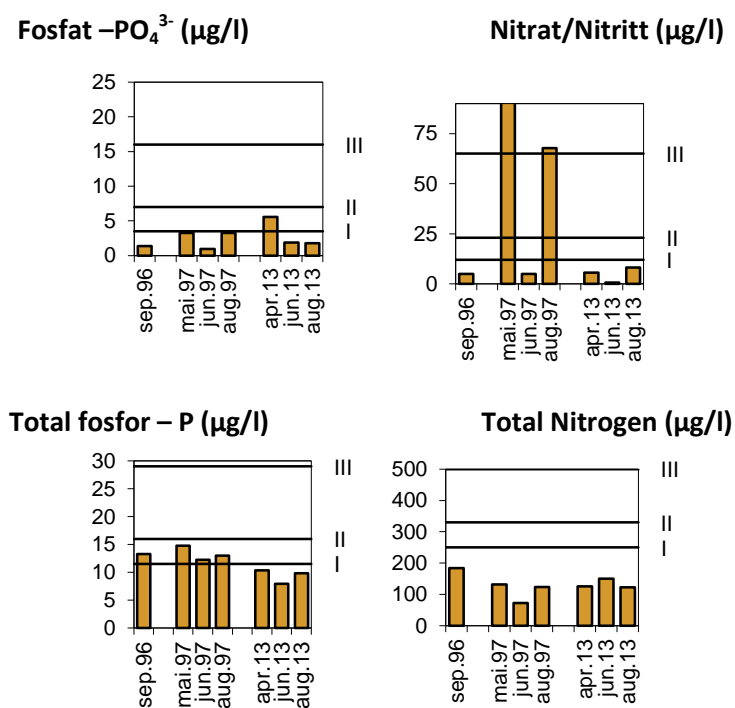 Fosfat –PO₄³⁻ (µg/l)
25
20
15
10
5
0
III
II
I
sep.96
mai.97
jun.97
aug.97
apr.13
jun.13
aug.13
Nitrat/Nitritt (µg/l)
75
50
25
0
III
II
I
sep.96
mai.97
jun.97
aug.97
apr.13
jun.13
aug.13
Total fosfor – P (µg/l)
30
25
20
15
10
5
0
III
II
I
sep.96
mai.97
jun.97
aug.97
apr.13
jun.13
aug.13
Total Nitrogen (µg/l)
500
400
300
200
100
0
III
II
I
sep.96
mai.97
jun.97
aug.97
apr.13
jun.13
aug.13